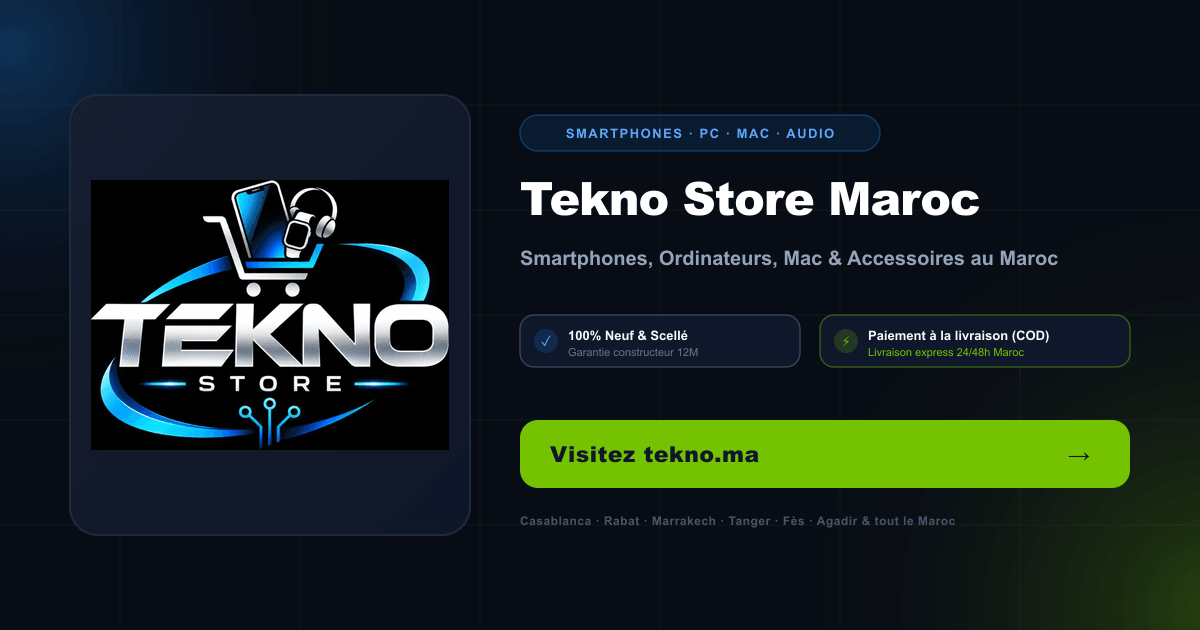 TEKNO
STORE
SMARTPHONES · PC · MAC · AUDIO
Tekno Store Maroc
Smartphones, Ordinateurs, Mac & Accessoires au Maroc
✓ 100% Neuf & Scellé
Garantie constructeur 12M
⚡ Paiement à la livraison (COD)
Livraison express 24/48h Maroc
Visitez tekno.ma →
Casablanca · Rabat · Marrakech · Tanger · Fès · Agadir & tout le Maroc